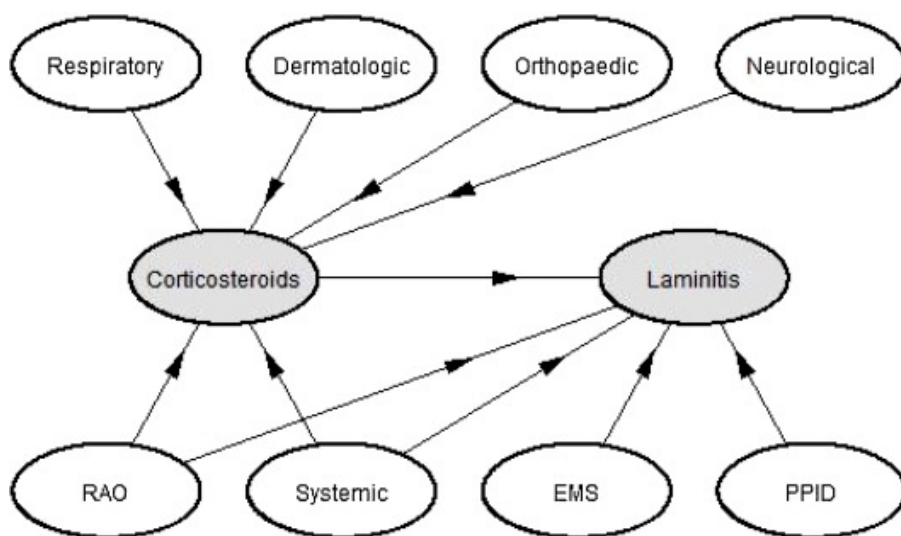 Respiratory
Dermatologic
Orthopaedic
Neurological
Corticosteroids
Laminitis
RAO
Systemic
EMS
PPID